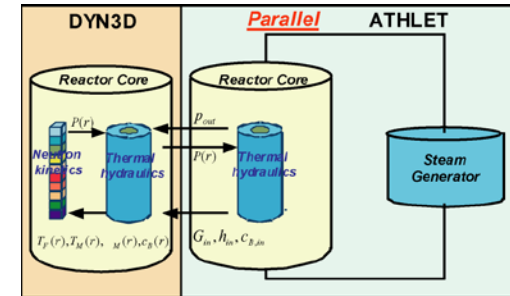 DYN3D
Parallel
ATHLET
Reactor Core
Reactor Core
P(r)
p_out
Neutron
kinetics
Thermal
hydraulics
P(r)
Thermal
hydraulics
Steam
Generator
T_F(r),T_M(r), _M(r),c_B(r)
G_in, h_in, c_B,in